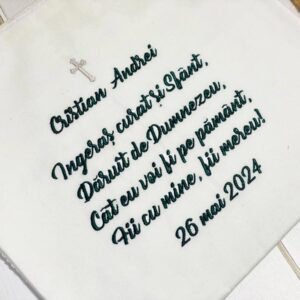 Cristian Andrei
Ingeraș curat și Sfânt,
Dăruit de Dumnezeu,
Cât eu voi fi pe pământ,
Fii cu mine, fii mereu!
26 mai 2024